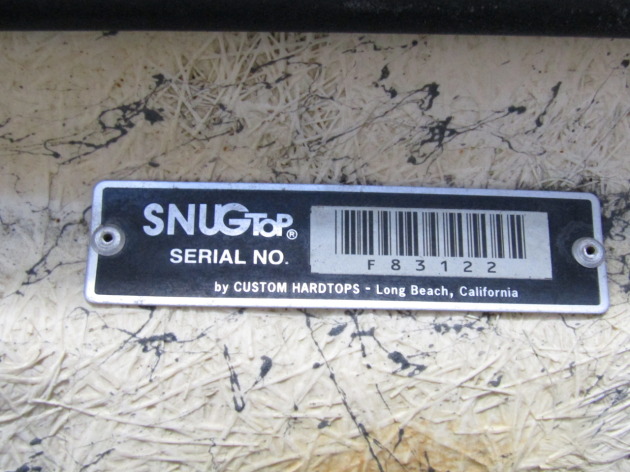 SNUGTOP®
SERIAL NO.
F83122
by CUSTOM HARDTOPS - Long Beach, California